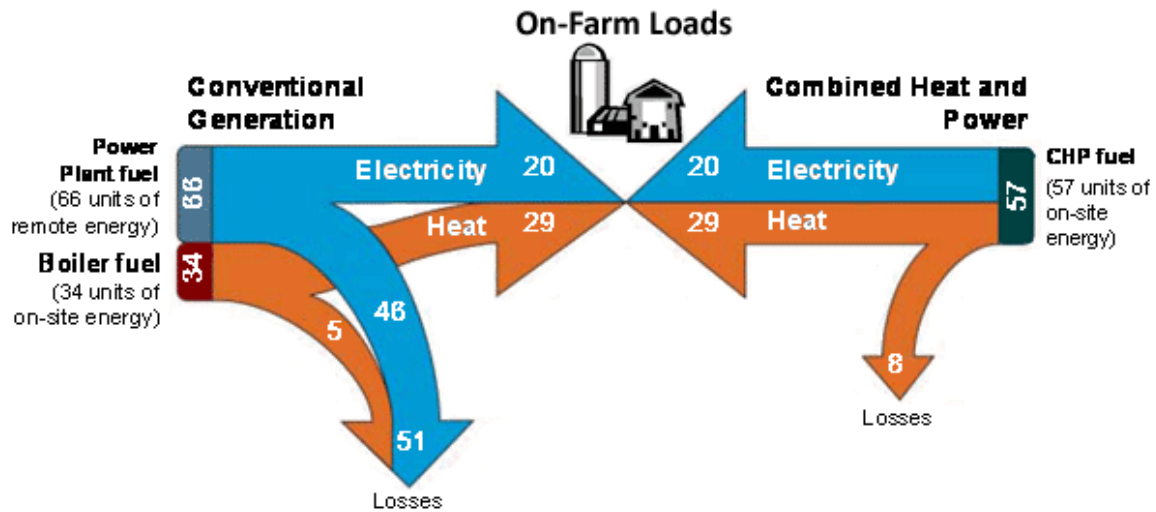 On-Farm Loads
Conventional
Generation
Combined Heat and
Power
Power
Plant fuel
(66 units of
remote energy)
66
Electricity 20
20 Electricity
57
CHP fuel
(57 units of
on-site
energy)
Heat 29
29 Heat
Boiler fuel
(34 units of
on-site energy)
34
5
46
8
51
Losses
Losses